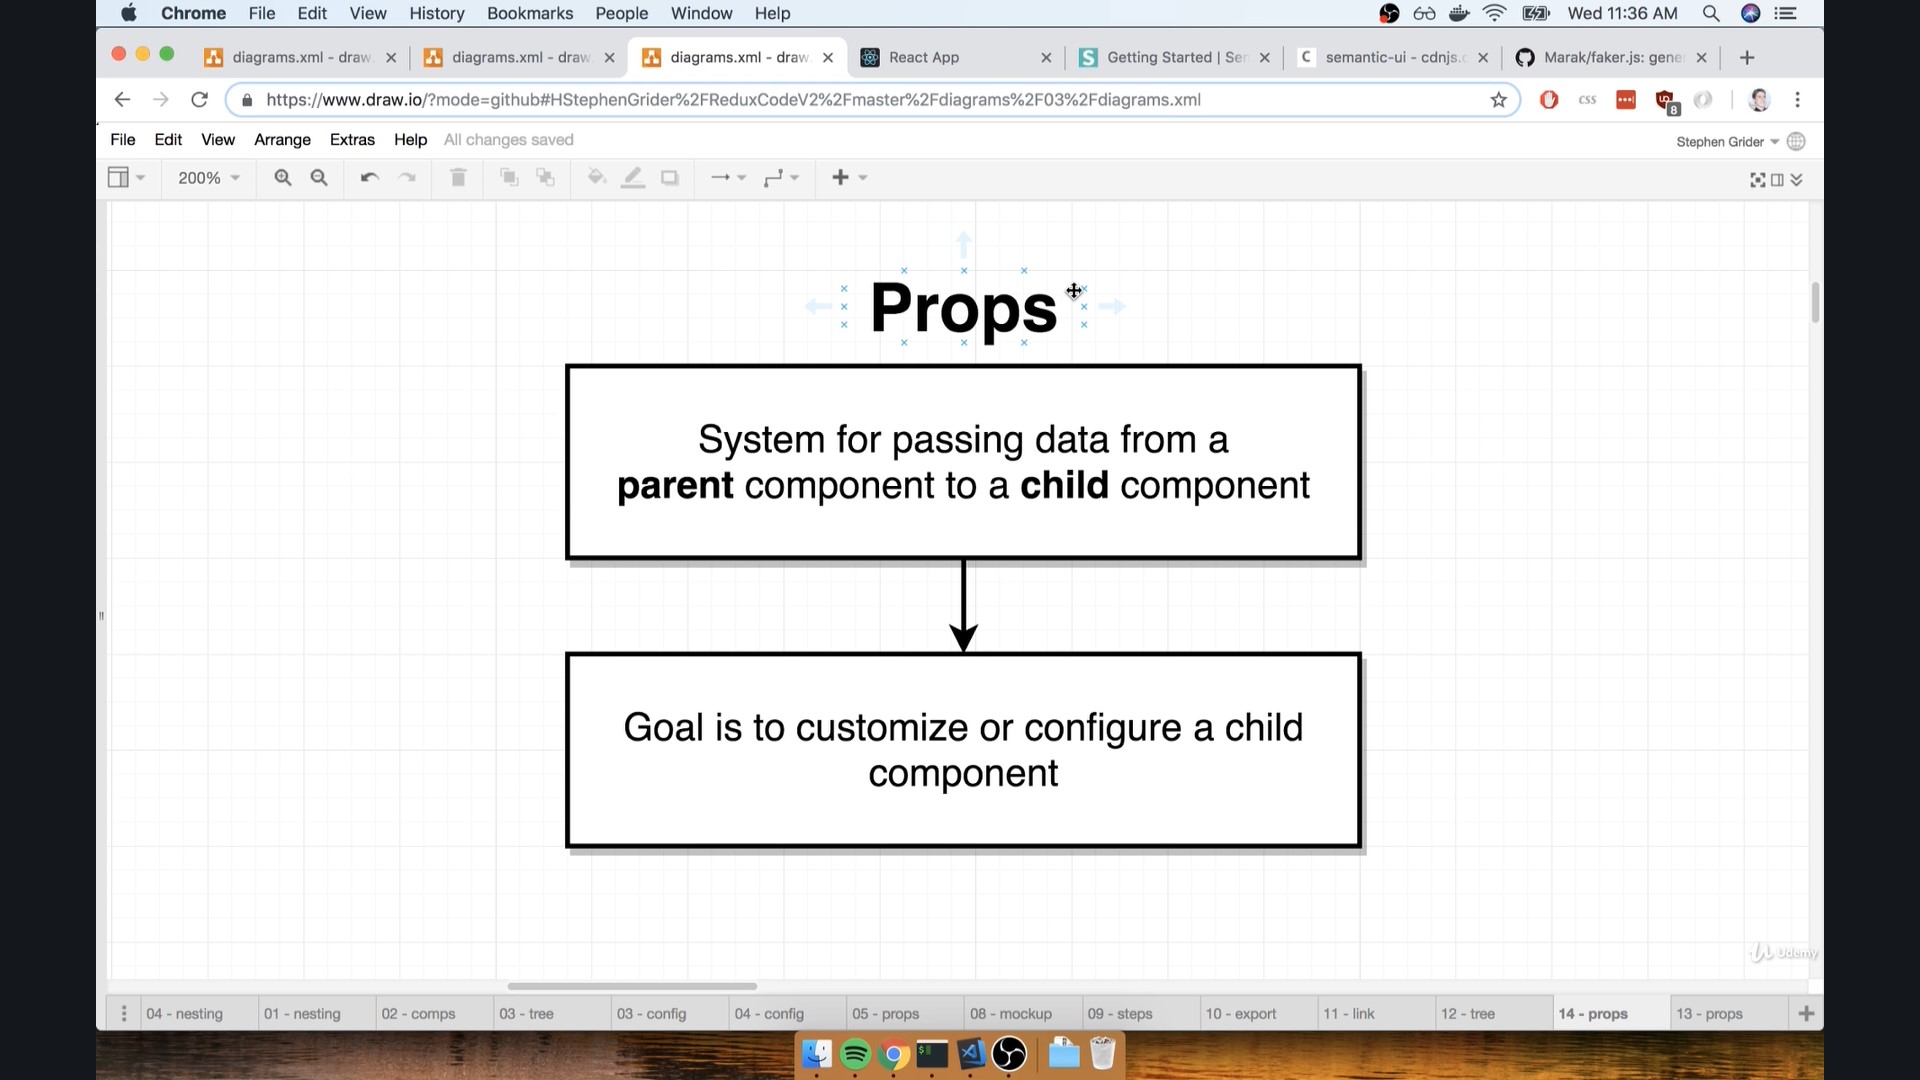 Chrome File Edit View History Bookmarks People Window Help Wed 11:36 AM
diagrams.xml - draw. diagrams.xml - draw. diagrams.xml - draw. React App Getting Started | Sem semantic-ui - cdnjs.c Marak/faker.js: gene
https://www.draw.io/?mode=github#HStephenGrider%2FReduxCodeV2%2Fmaster%2Fdiagrams%2F03%2Fdiagrams.xml css 8
File Edit View Arrange Extras Help All changes saved Stephen Grider
200%
Props
System for passing data from a
parent component to a child component
Goal is to customize or configure a child
component
Udemy
04 - nesting 01 - nesting 02 - comps 03 - tree 03 - config 04 - config 05 - props 08 - mockup 09 - steps 10 - export 11 - link 12 - tree 14 - props 13 - props